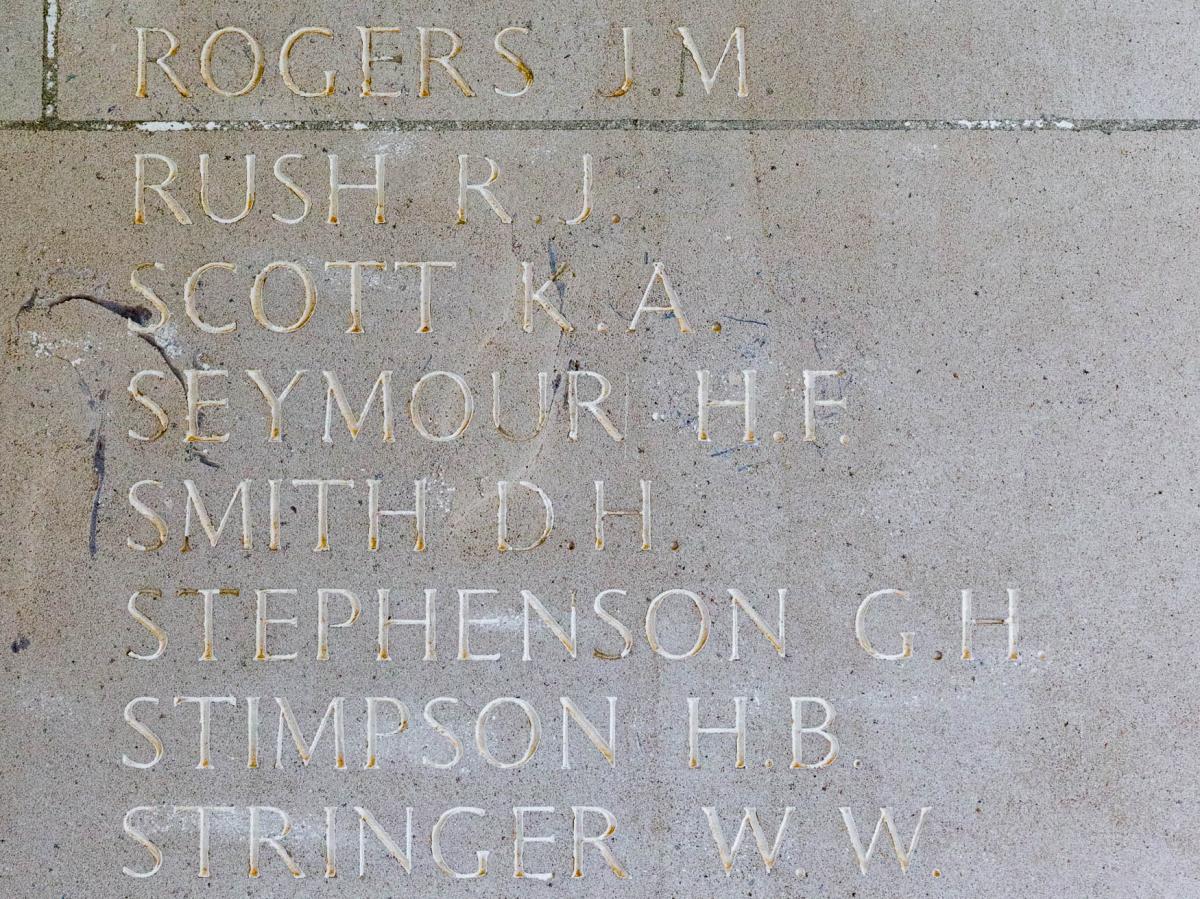 ROGERS J.M.
RUSH R.J.
SCOTT K.A.
SEYMOUR H.F.
SMITH D.H.
STEPHENSON G.H.
STIMPSON H.B.
STRINGER W.W.